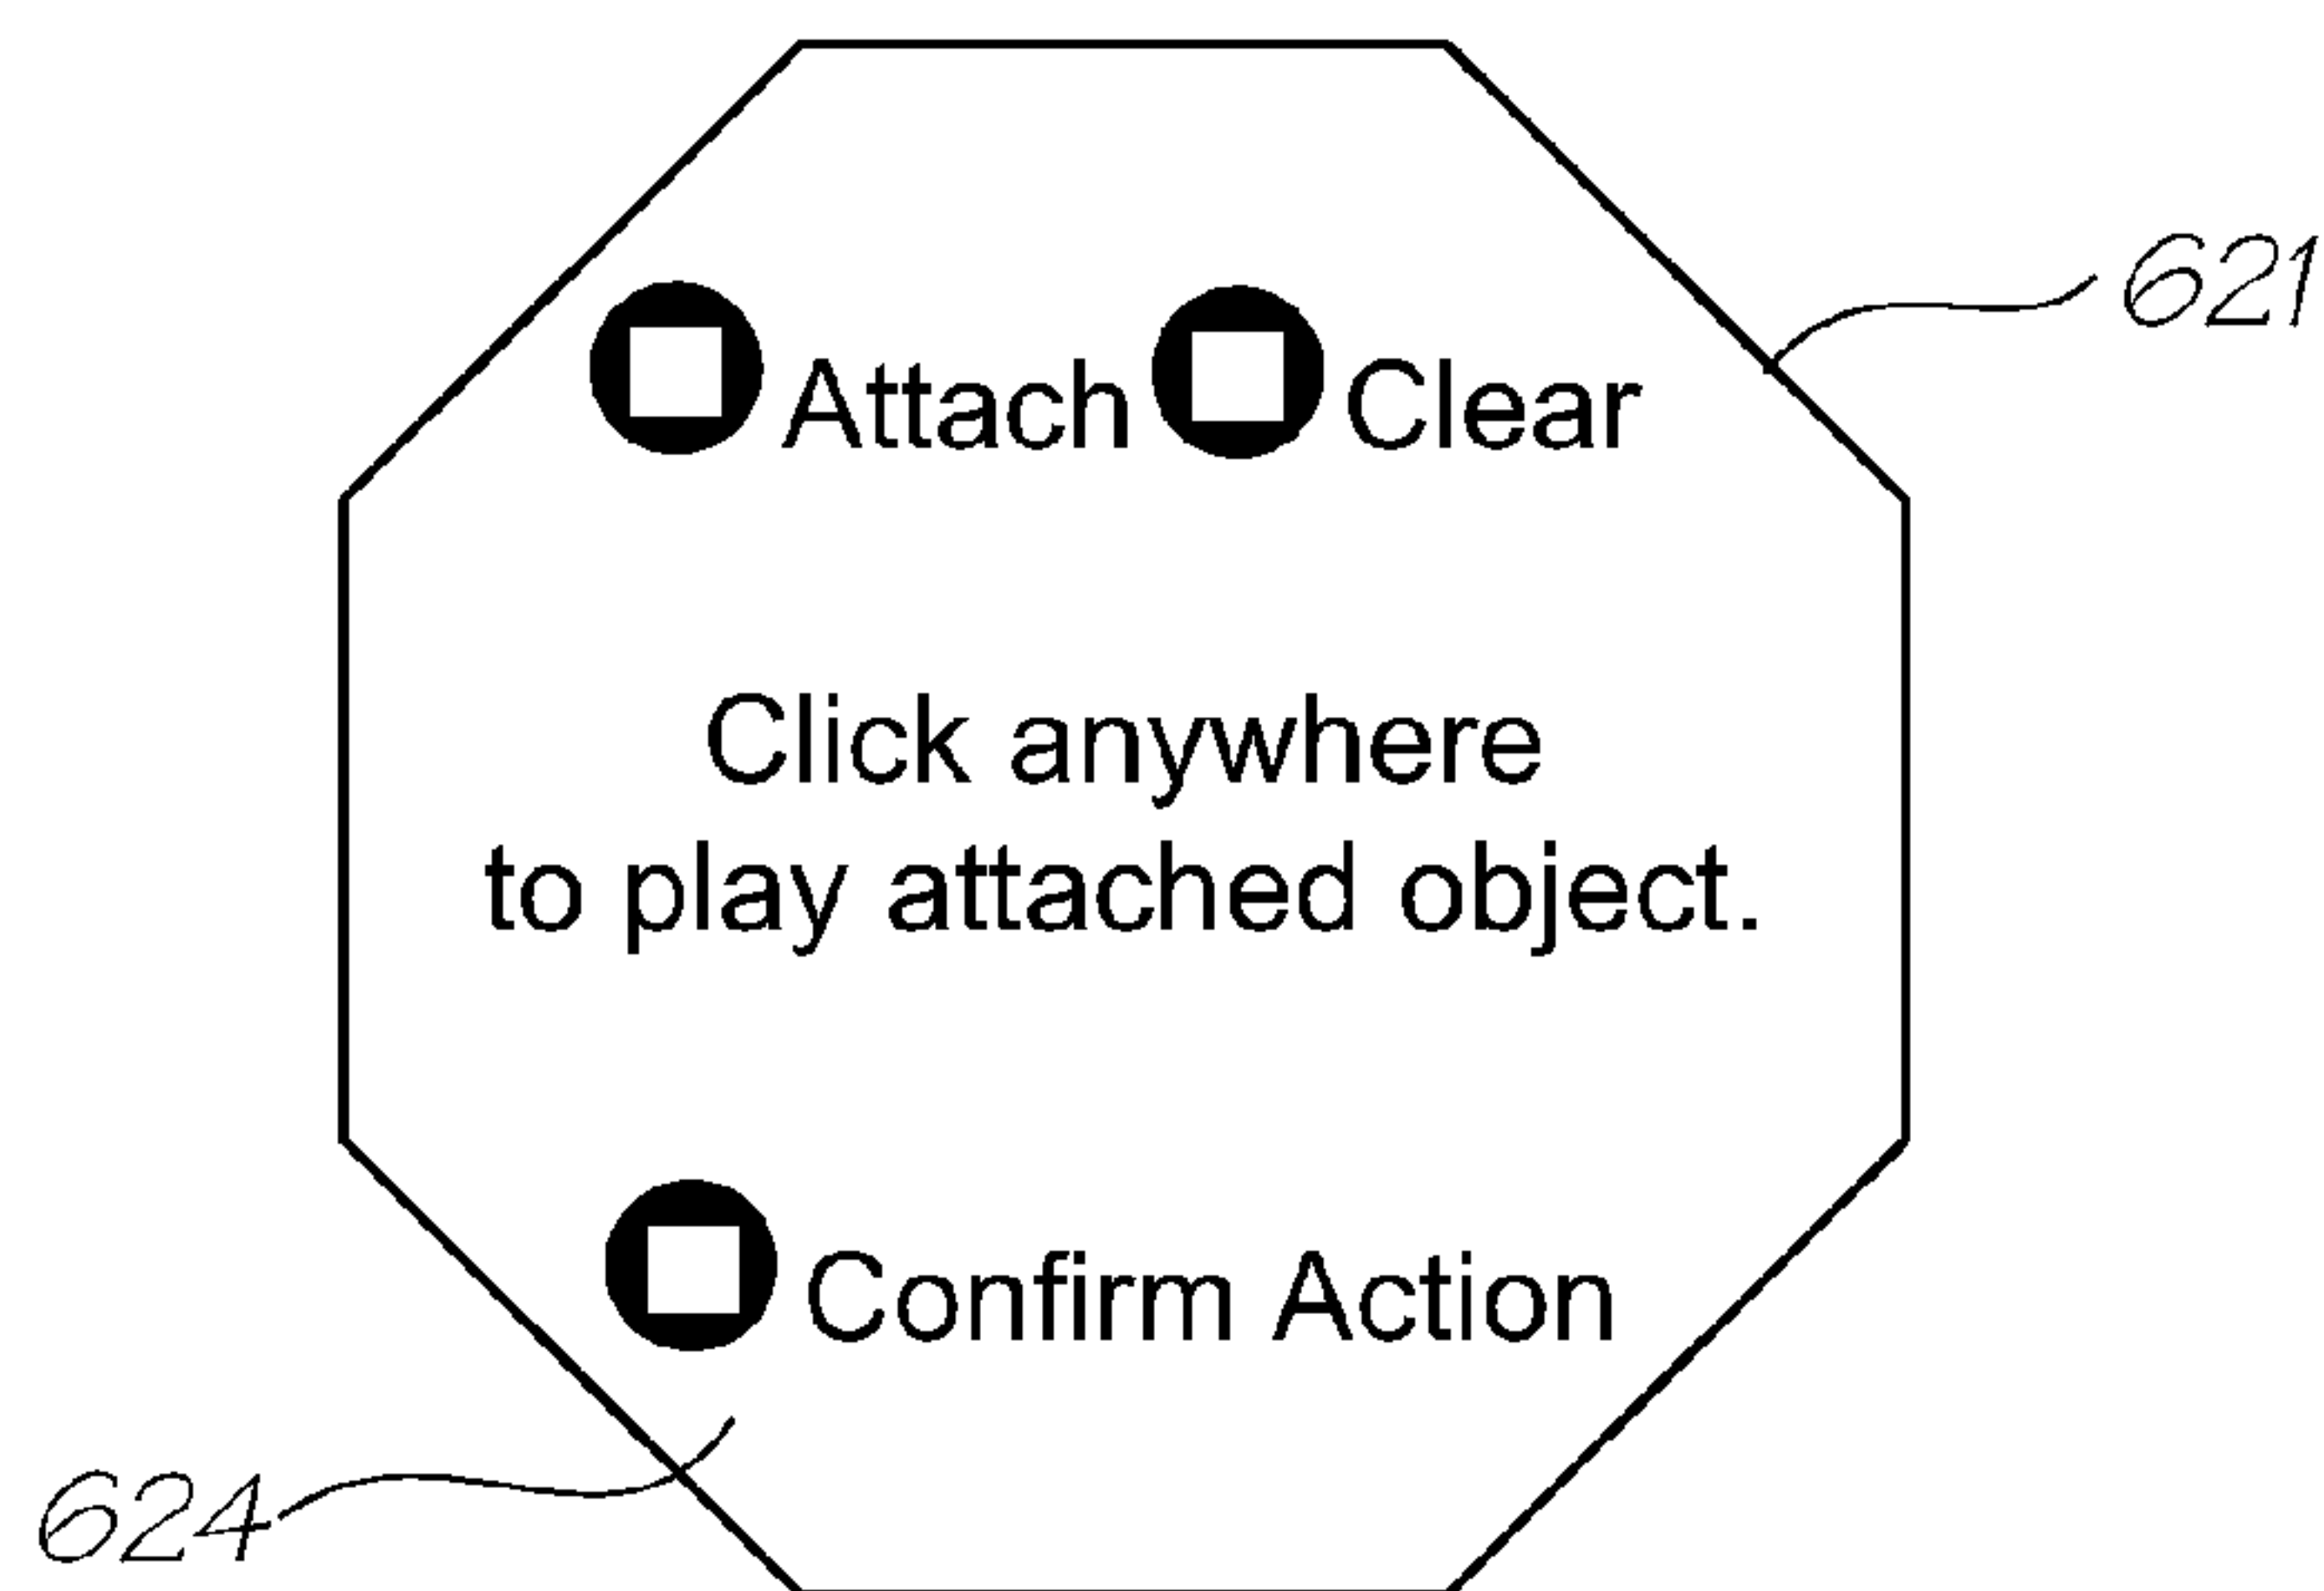 621
Attach Clear
Click anywhere
to play attached object.
Confirm Action
624